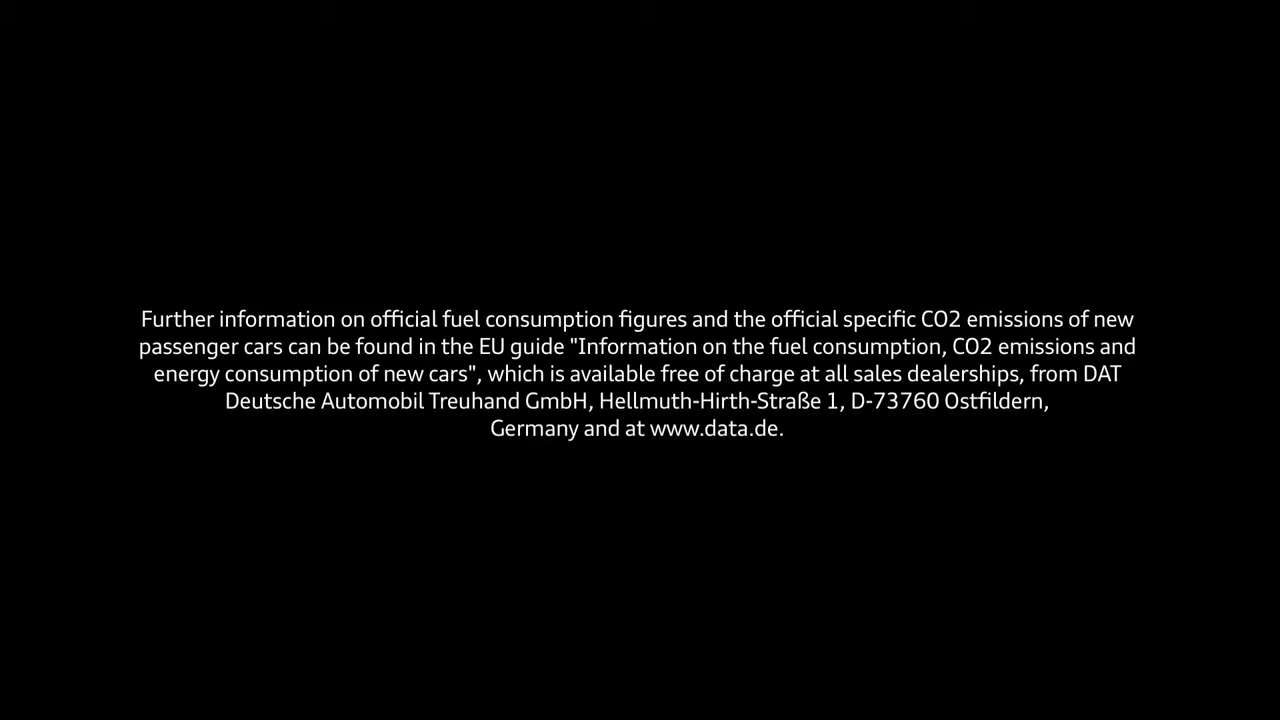 Further information on official fuel consumption figures and the official specific CO2 emissions of new
passenger cars can be found in the EU guide "Information on the fuel consumption, CO2 emissions and
energy consumption of new cars", which is available free of charge at all sales dealerships, from DAT
Deutsche Automobil Treuhand GmbH, Hellmuth-Hirth-Straße 1, D-73760 Ostfildern,
Germany and at www.data.de.